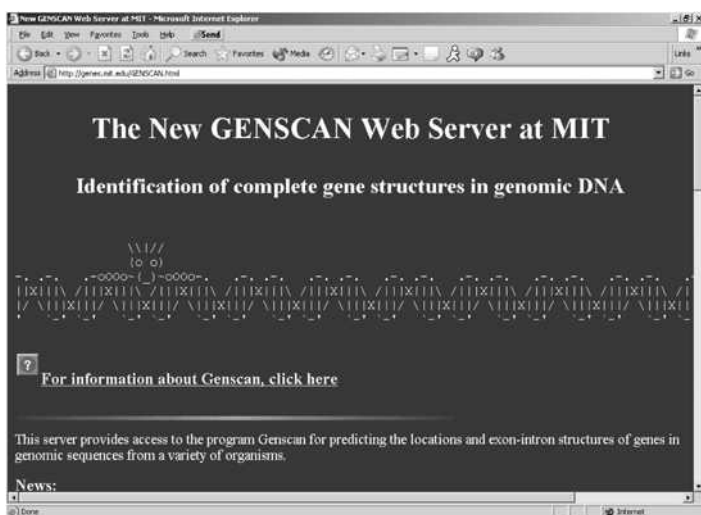 New GENSCAN Web Server at MIT - Microsoft Internet Explorer
File Edit View Favorites Tools Help Send
Back Search Favorites Media Links
Address http://genes.mit.edu/GENSCAN.html Go
The New GENSCAN Web Server at MIT
Identification of complete gene structures in genomic DNA
\\|//
(o o)
-. .-. .-oOOo~(_)~oOOo-. .-. .-. .-. .-. .-. .-. .-. .-
||X|||\ /|||X|||\ /|||X|||\ /|||X|||\ /|||X|||\ /|||X|||\ /|||X|||\ /||
|/ \|||X|||/ \|||X|||/ \|||X|||/ \|||X|||/ \|||X|||/ \|||X|||/ \|||X|||/
' `-' `-' `-' `-' `-' `-' `-' `-' `-' `-' `-' `-' `-'
? For information about Genscan, click here
This server provides access to the program Genscan for predicting the locations and exon-intron structures of genes in
genomic sequences from a variety of organisms.
News:
Done Internet